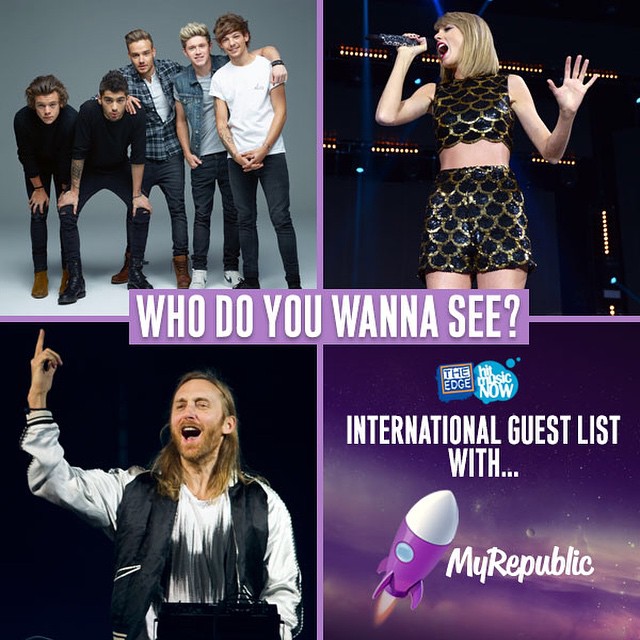 WHO DO YOU WANNA SEE?
THE
EDGE
hit
music
NOW
INTERNATIONAL GUEST LIST
WITH...
MyRepublic